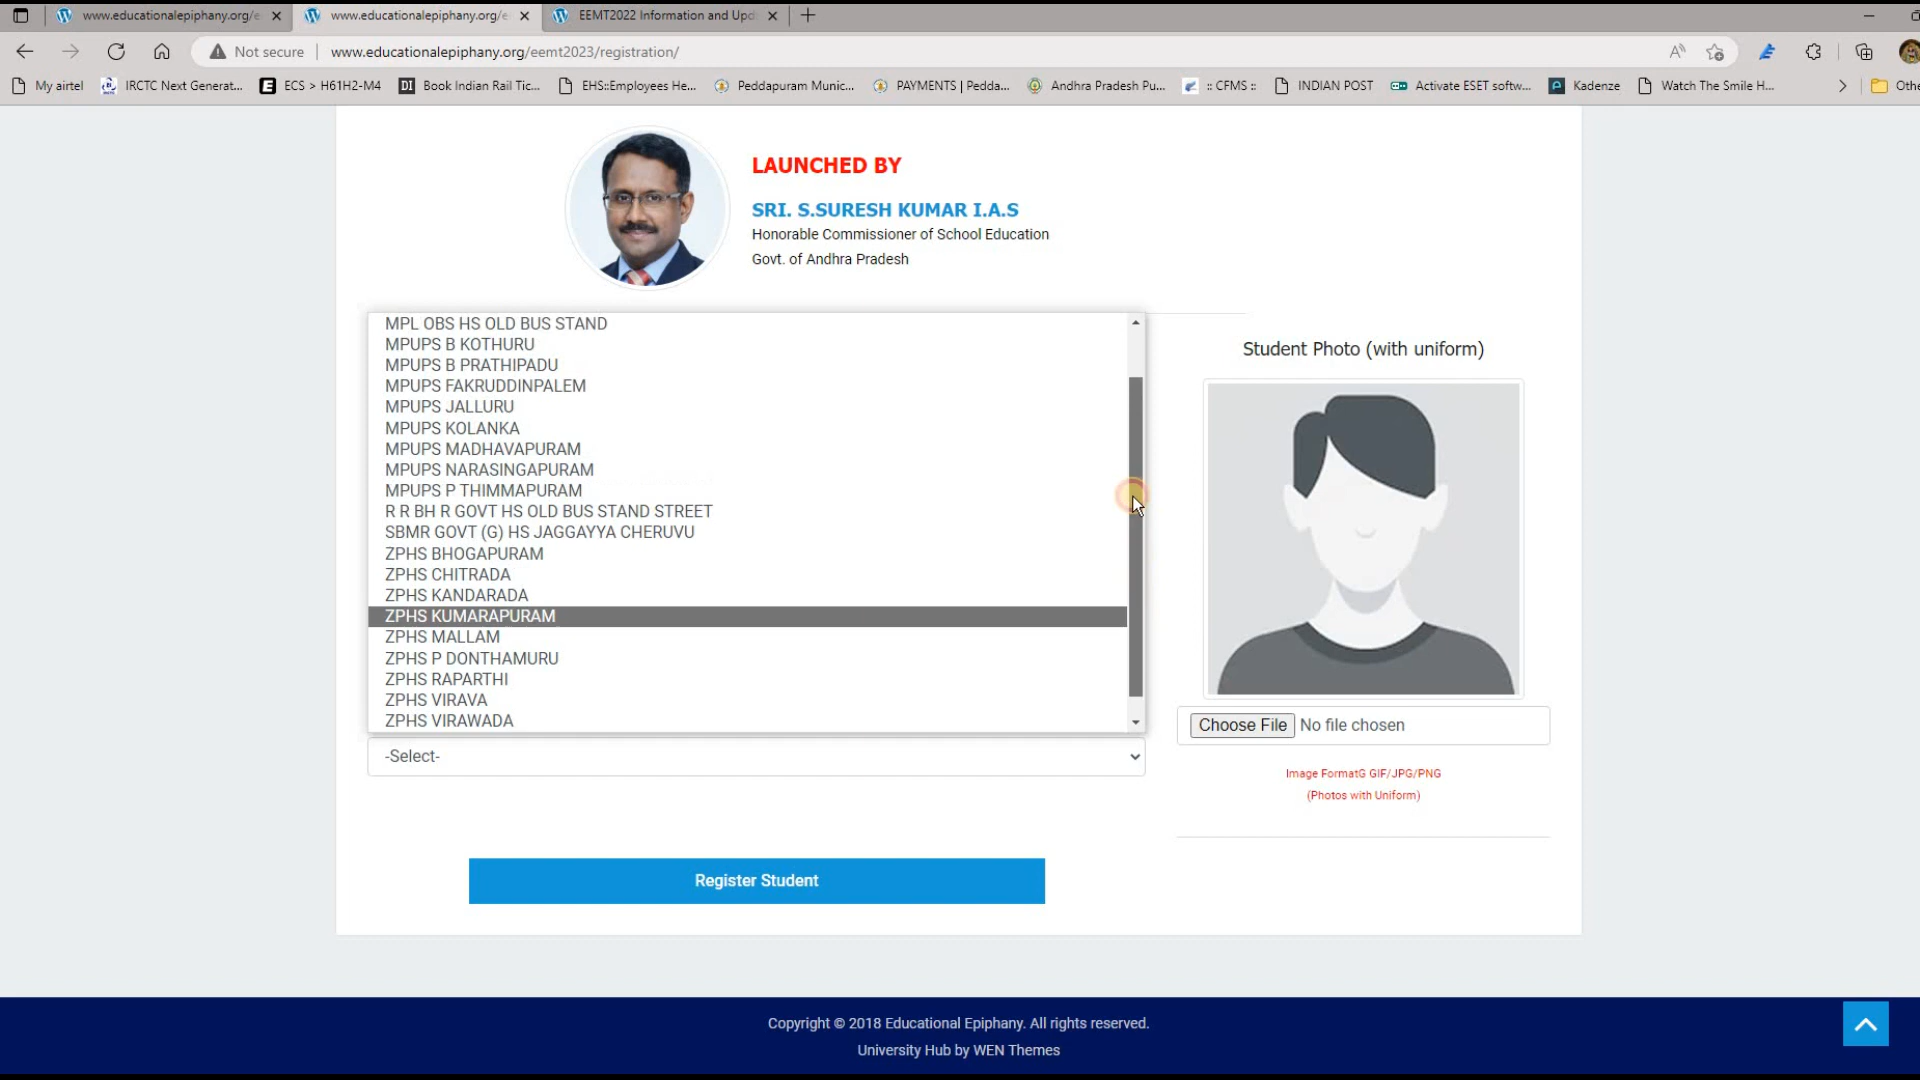 www.educationalepiphany.org/e
www.educationalepiphany.org/e
EEMT2022 Information and Upd
Not secure
www.educationalepiphany.org/eemt2023/registration/
My airtel
IRCTC Next Generat...
ECS > H61H2-M4
Book Indian Rail Tic...
EHS::Employees He...
Peddapuram Munic...
PAYMENTS | Pedda...
Andhra Pradesh Pu...
:: CFMS ::
INDIAN POST
Activate ESET softw...
Kadenze
Watch The Smile H...
Othe
LAUNCHED BY
SRI. S.SURESH KUMAR I.A.S
Honorable Commissioner of School Education
Govt. of Andhra Pradesh
MPL OBS HS OLD BUS STAND
MPUPS B KOTHURU
MPUPS B PRATHIPADU
MPUPS FAKRUDDINPALEM
MPUPS JALLURU
MPUPS KOLANKA
MPUPS MADHAVAPURAM
MPUPS NARASINGAPURAM
MPUPS P THIMMAPURAM
R R BH R GOVT HS OLD BUS STAND STREET
SBMR GOVT (G) HS JAGGAYYA CHERUVU
ZPHS BHOGAPURAM
ZPHS CHITRADA
ZPHS KANDARADA
ZPHS KUMARAPURAM
ZPHS MALLAM
ZPHS P DONTHAMURU
ZPHS RAPARTHI
ZPHS VIRAVA
ZPHS VIRAWADA
-Select-
Student Photo (with uniform)
Choose File No file chosen
Image FormatG GIF/JPG/PNG
(Photos with Uniform)
Register Student
Copyright © 2018 Educational Epiphany. All rights reserved.
University Hub by WEN Themes